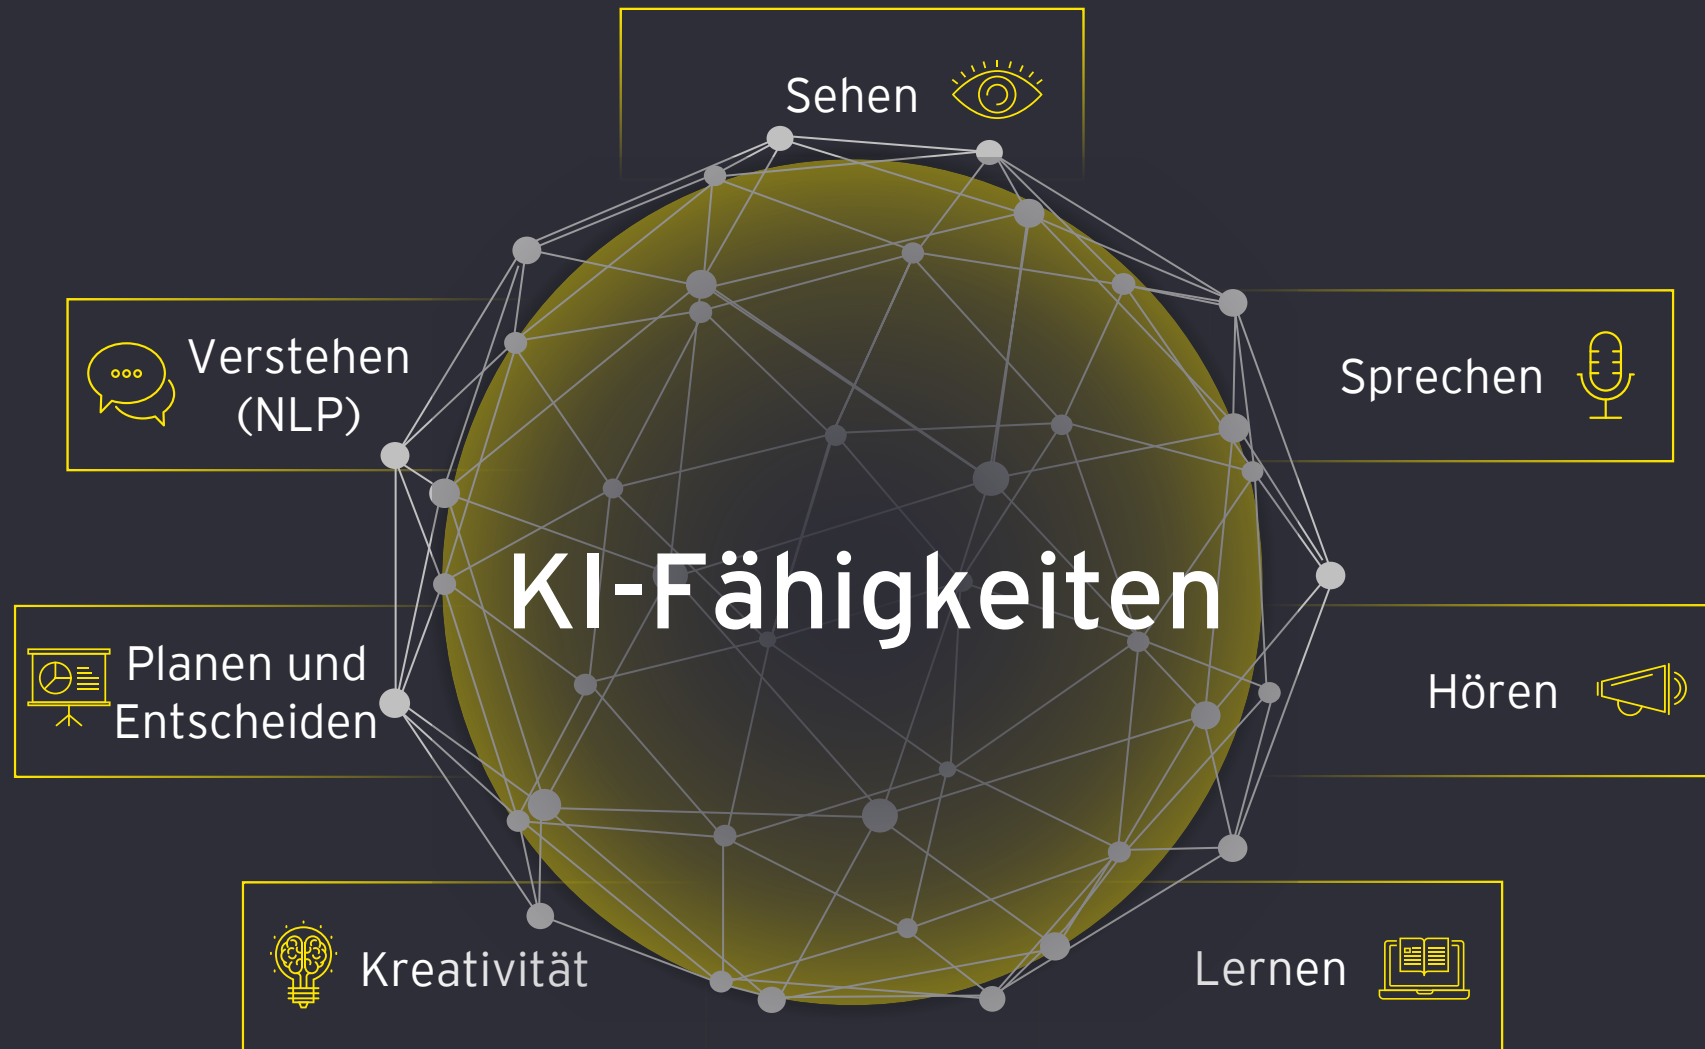 Sehen
Verstehen
(NLP)
Sprechen
KI-Fähigkeiten
Planen und
Entscheiden
Hören
Kreativität
Lernen